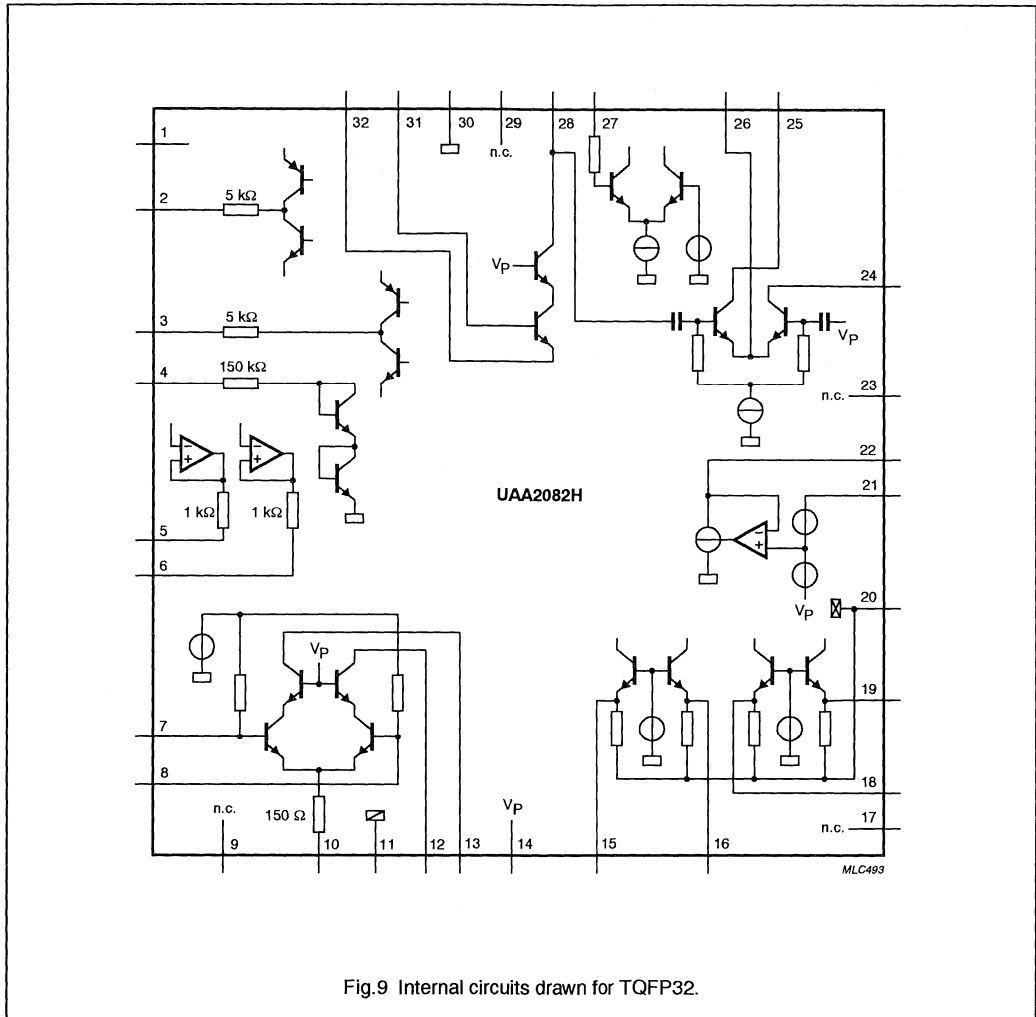 32 31 30 29 28 27 26 25
n.c.
1
2 5 kΩ
V_P
24
3 5 kΩ
V_P
4 150 kΩ
n.c. 23
22
UAA2082H
21
1 kΩ 1 kΩ
5
6
V_P 20
V_P
19
7
8
18
n.c. 150 Ω V_P
n.c. 17
9 10 11 12 13 14 15 16
MLC493
Fig.9 Internal circuits drawn for TQFP32.